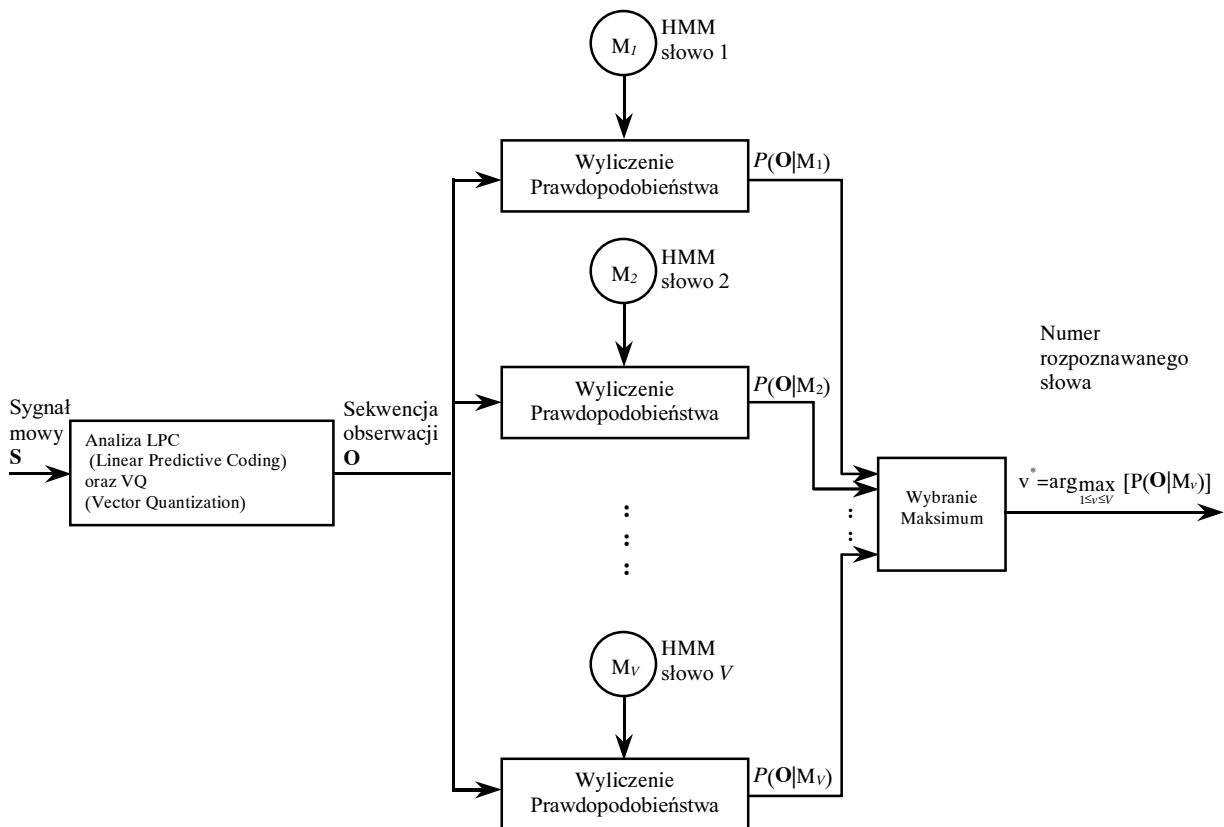 M1
HMM
słowo 1
Wyliczenie
Prawdopodobieństwa
P(O|M1)
M2
HMM
słowo 2
Wyliczenie
Prawdopodobieństwa
P(O|M2)
Numer
rozpoznawanego
słowa
Sygnał
mowy
S
Analiza LPC
(Linear Predictive Coding)
oraz VQ
(Vector Quantization)
Sekwencja
obserwacji
O
Wybranie
Maksimum
v*=argmax [P(O|Mv)]
1≤v≤V
MV
HMM
słowo V
Wyliczenie
Prawdopodobieństwa
P(O|MV)